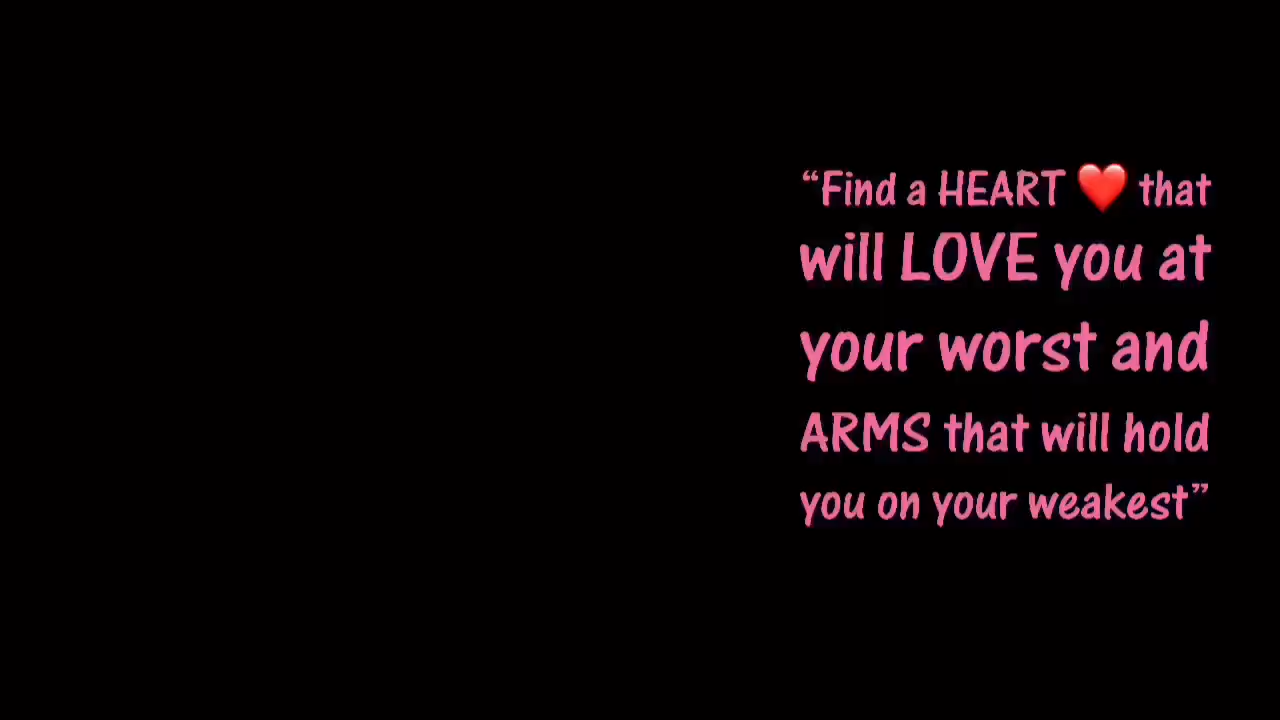 “Find a HEART ❤️ that
will LOVE you at
your worst and
ARMS that will hold
you on your weakest”